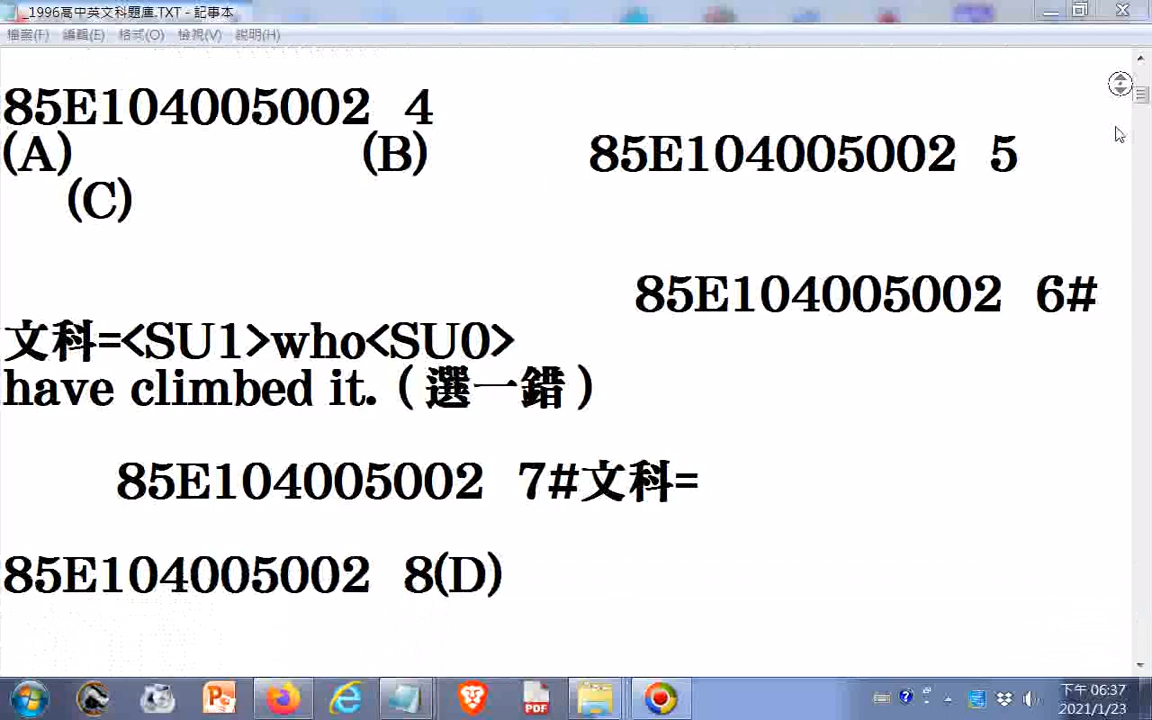 _1996高中英文科題庫.TXT - 記事本
檔案(F) 編輯(E) 格式(O) 檢視(V) 說明(H)
85E104005002 4
(A) (B) 85E104005002 5
(C)
85E104005002 6#
文科=<SU1>who<SU0>
have climbed it.（選一錯）
85E104005002 7#文科=
85E104005002 8(D)
PDF
下午 06:37
2021/1/23